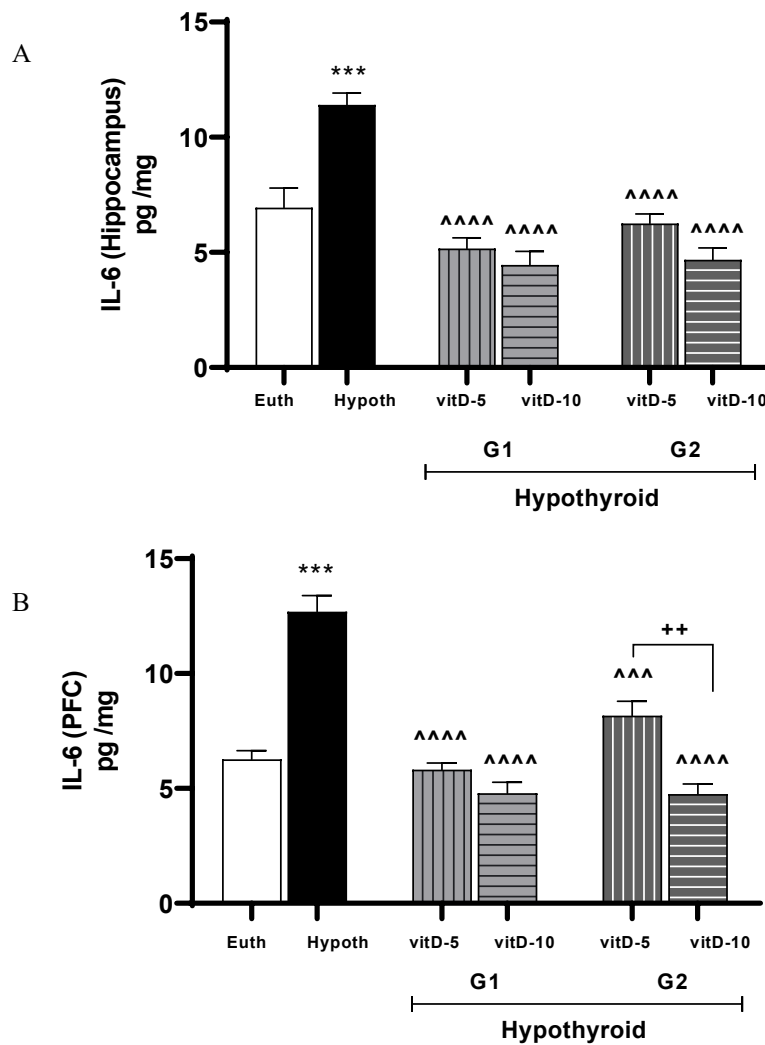 A
IL-6 (Hippocampus)
pg /mg
15
10
5
0
***
^^^^
^^^^
^^^^
^^^^
Euth Hypoth vitD-5 vitD-10 vitD-5 vitD-10
G1 G2
Hypothyroid
B
IL-6 (PFC)
pg /mg
15
10
5
0
***
++
^^^^
^^^^
^^^
^^^^
Euth Hypoth vitD-5 vitD-10 vitD-5 vitD-10
G1 G2
Hypothyroid